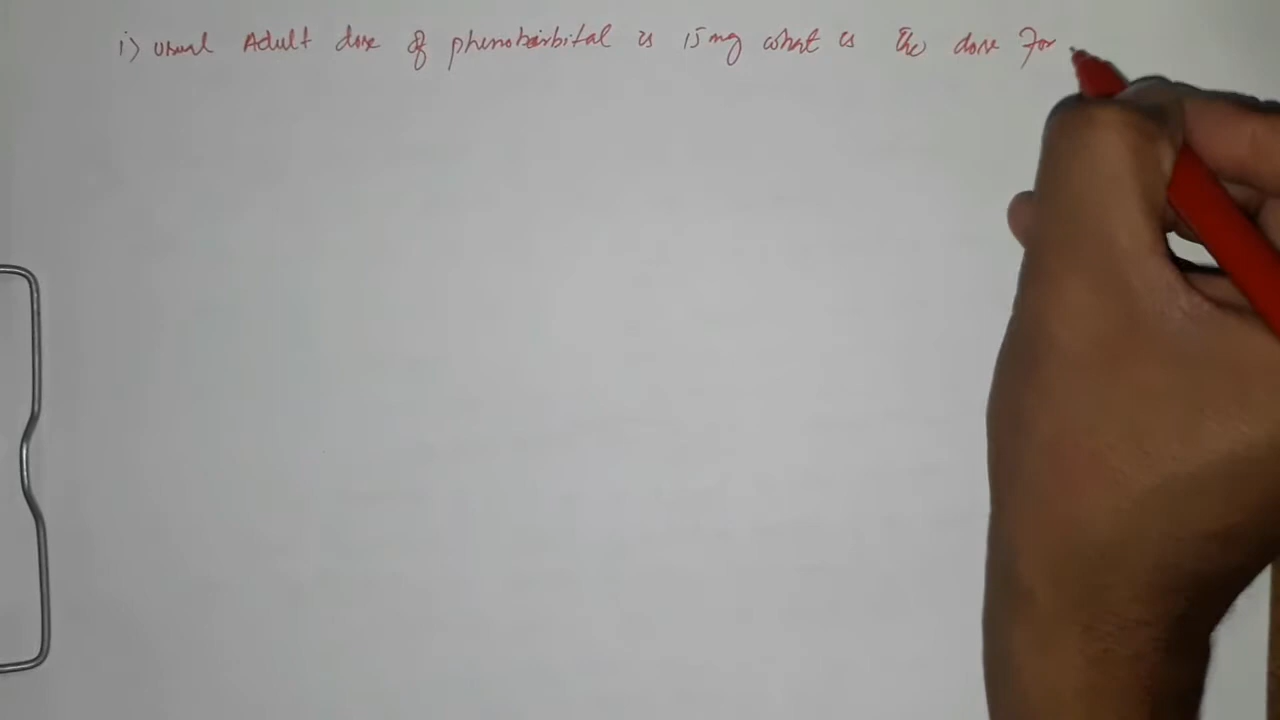 i) usual Adult dose of phenobarbital is 15mg what is the dose For